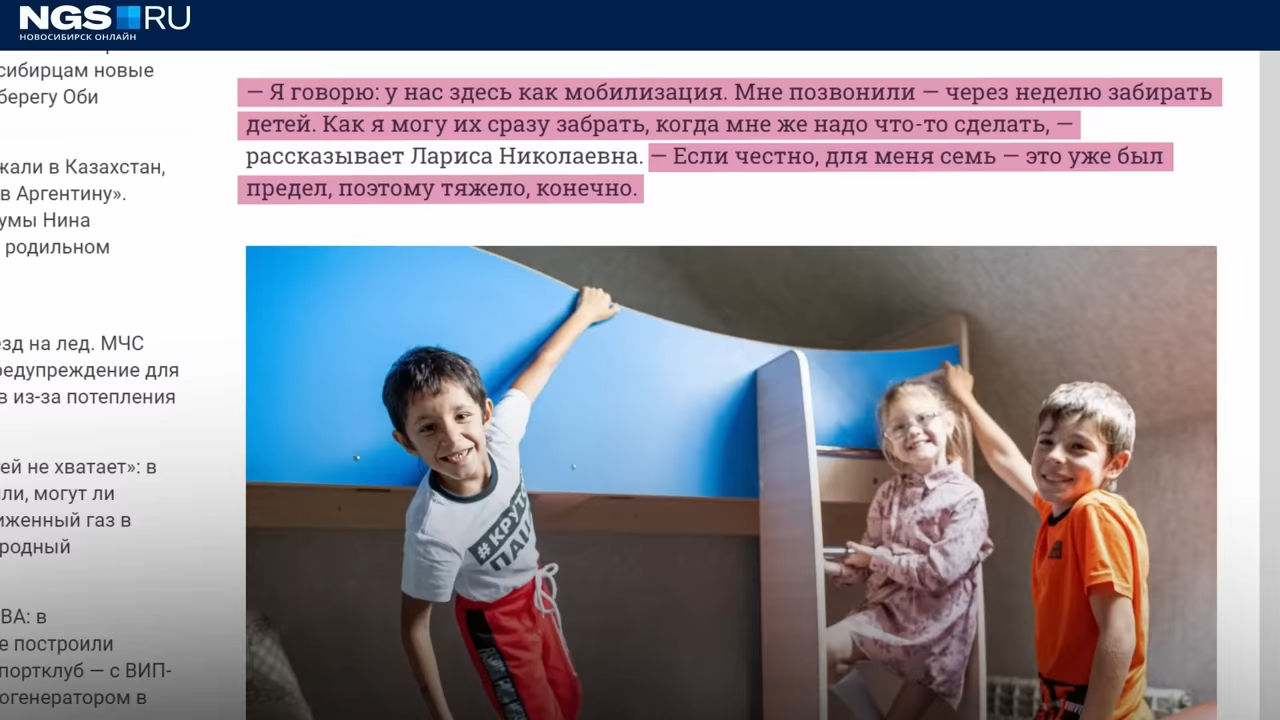 NGS RU
НОВОСИБИРСК ОНЛАЙН
сибирцам новые
берегу Оби
жали в Казахстан,
в Аргентину».
умы Нина
родильном
езд на лед. МЧС
редупреждение для
в из-за потепления
ей не хватает»: в
или, могут ли
иженный газ в
родный
ВА: в
е построили
портклуб — с ВИП-
огенератором в
— Я говорю: у нас здесь как мобилизация. Мне позвонили — через неделю забирать
детей. Как я могу их сразу забрать, когда мне же надо что-то сделать, —
рассказывает Лариса Николаевна. — Если честно, для меня семь — это уже был
предел, поэтому тяжело, конечно.
# КРУТ
ПАЦ